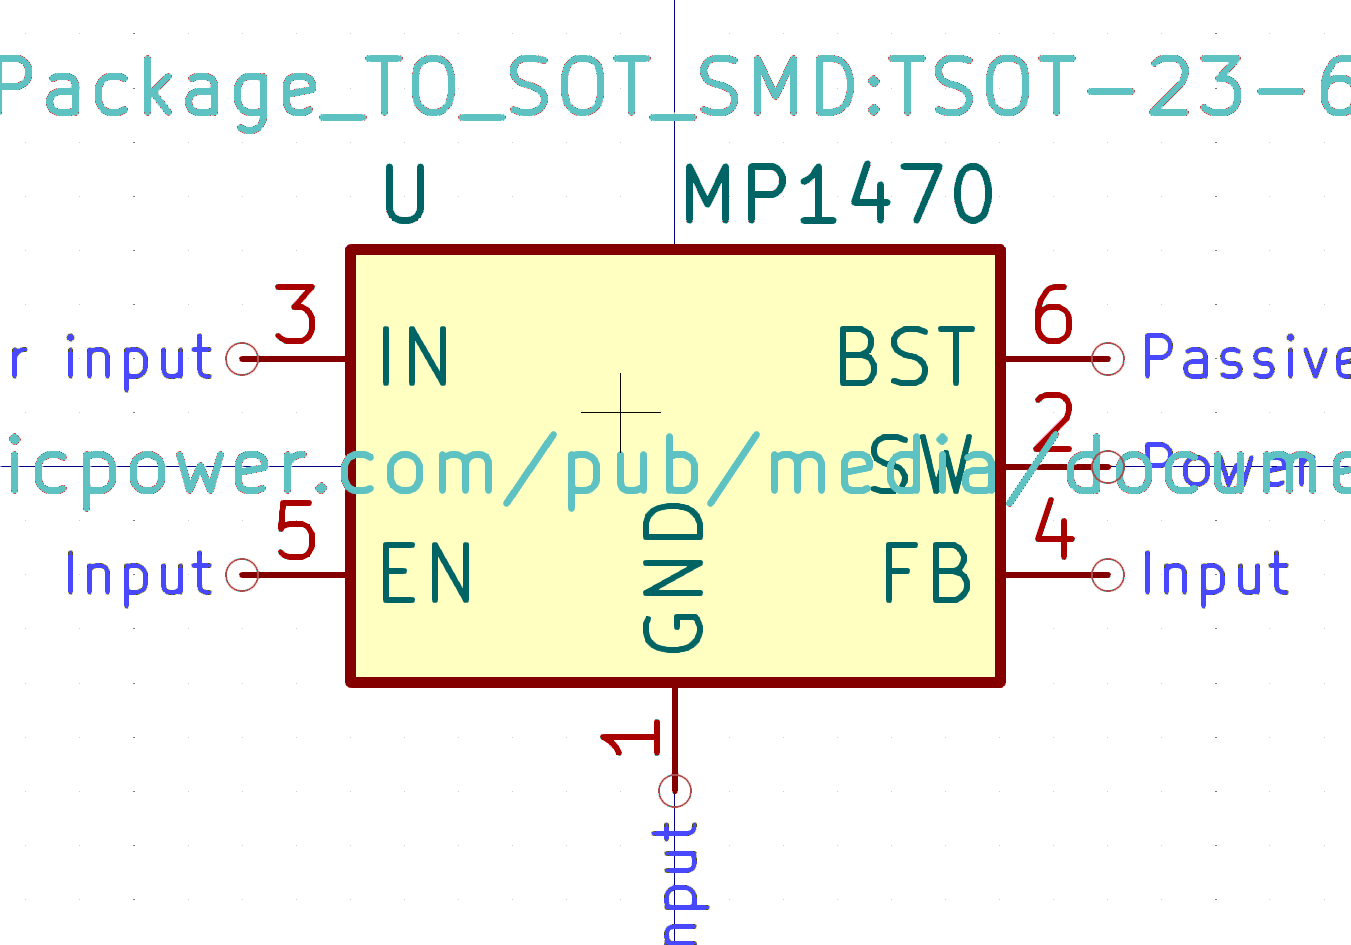 Package_TO_SOT_SMD:TSOT-23-6
U MP1470
3 6
r input IN BST Passive
2
icpower.com/pub/media/docume
SW Power
5 4
Input EN FB Input
GND
1
nput